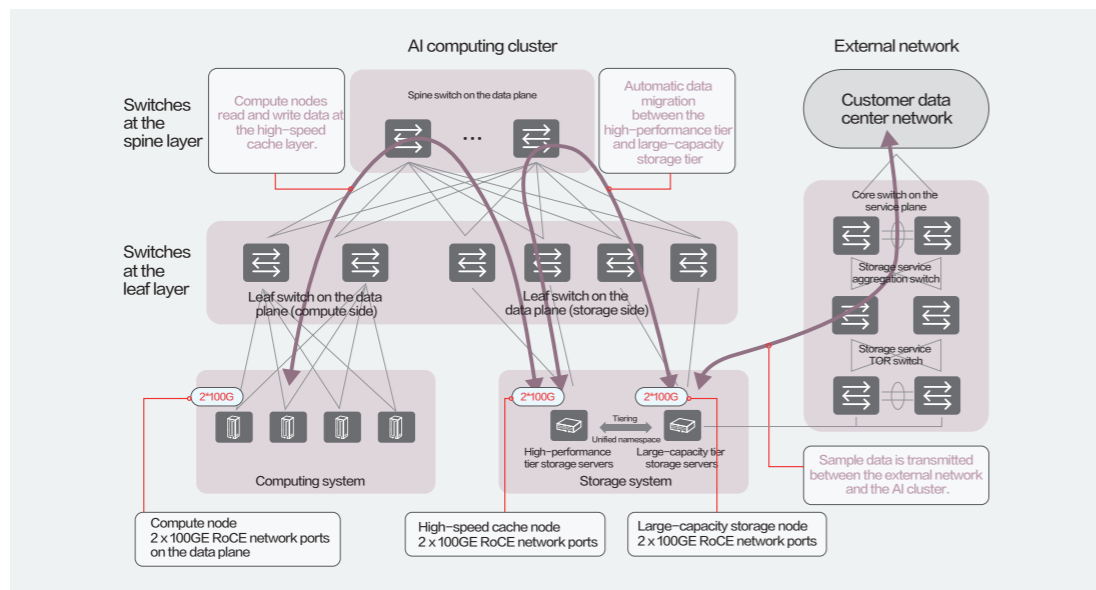 AI computing cluster
External network
Switches
at the
spine layer
Compute nodes
read and write data at
the high-speed
cache layer.
Spine switch on the data plane
...
Automatic data
migration
between the
high-performance tier
and large-capacity
storage tier
Customer data
center network
Core switch on the
service plane
Switches
at the
leaf layer
Leaf switch on the data
plane (compute side)
Leaf switch on the
data plane (storage side)
Storage service
aggregation switch
Storage service
TOR switch
2*100G
2*100G
2*100G
Tiering
Unified namespace
High-performance
tier storage servers
Large-capacity tier
storage servers
Computing system
Storage system
Sample data is transmitted
between the external network
and the AI cluster.
Compute node
2 x 100GE RoCE network ports
on the data plane
High-speed cache node
2 x 100GE RoCE network ports
Large-capacity storage node
2 x 100GE RoCE network ports